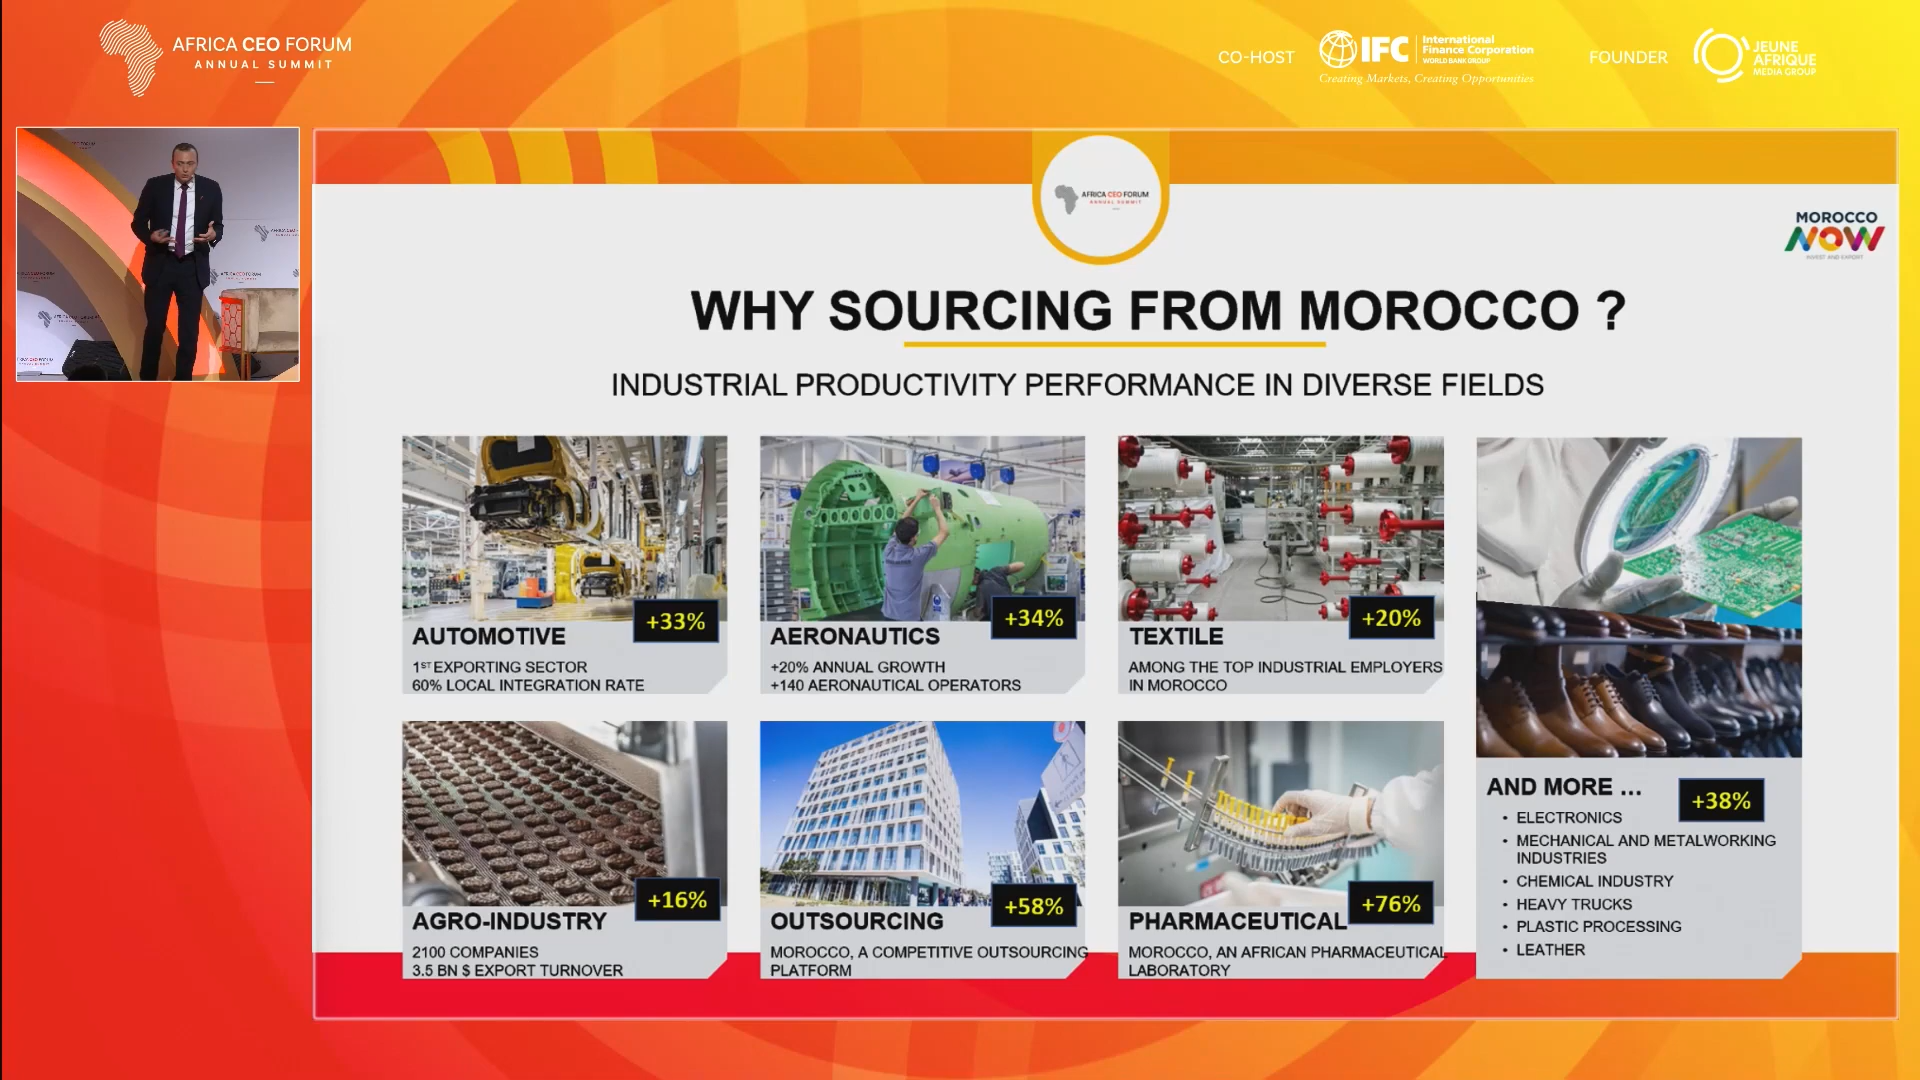 AFRICA CEO FORUM
ANNUAL SUMMIT
CO-HOST
IFC
International
Finance Corporation
WORLD BANK GROUP
Creating Markets, Creating Opportunities
FOUNDER
JEUNE
AFRIQUE
MEDIA GROUP
AFRICA CEO FORUM
ANNUAL SUMMIT
MOROCCO
NOW
INVEST AND EXPORT
WHY SOURCING FROM MOROCCO ?
INDUSTRIAL PRODUCTIVITY PERFORMANCE IN DIVERSE FIELDS
+33%
AUTOMOTIVE
1ST EXPORTING SECTOR
60% LOCAL INTEGRATION RATE
+34%
AERONAUTICS
+20% ANNUAL GROWTH
+140 AERONAUTICAL OPERATORS
+20%
TEXTILE
AMONG THE TOP INDUSTRIAL EMPLOYERS
IN MOROCCO
+16%
AGRO-INDUSTRY
2100 COMPANIES
3.5 BN $ EXPORT TURNOVER
+58%
OUTSOURCING
MOROCCO, A COMPETITIVE OUTSOURCING
PLATFORM
+76%
PHARMACEUTICAL
MOROCCO, AN AFRICAN PHARMACEUTICAL
LABORATORY
AND MORE ...
+38%
• ELECTRONICS
• MECHANICAL AND METALWORKING
INDUSTRIES
• CHEMICAL INDUSTRY
• HEAVY TRUCKS
• PLASTIC PROCESSING
• LEATHER